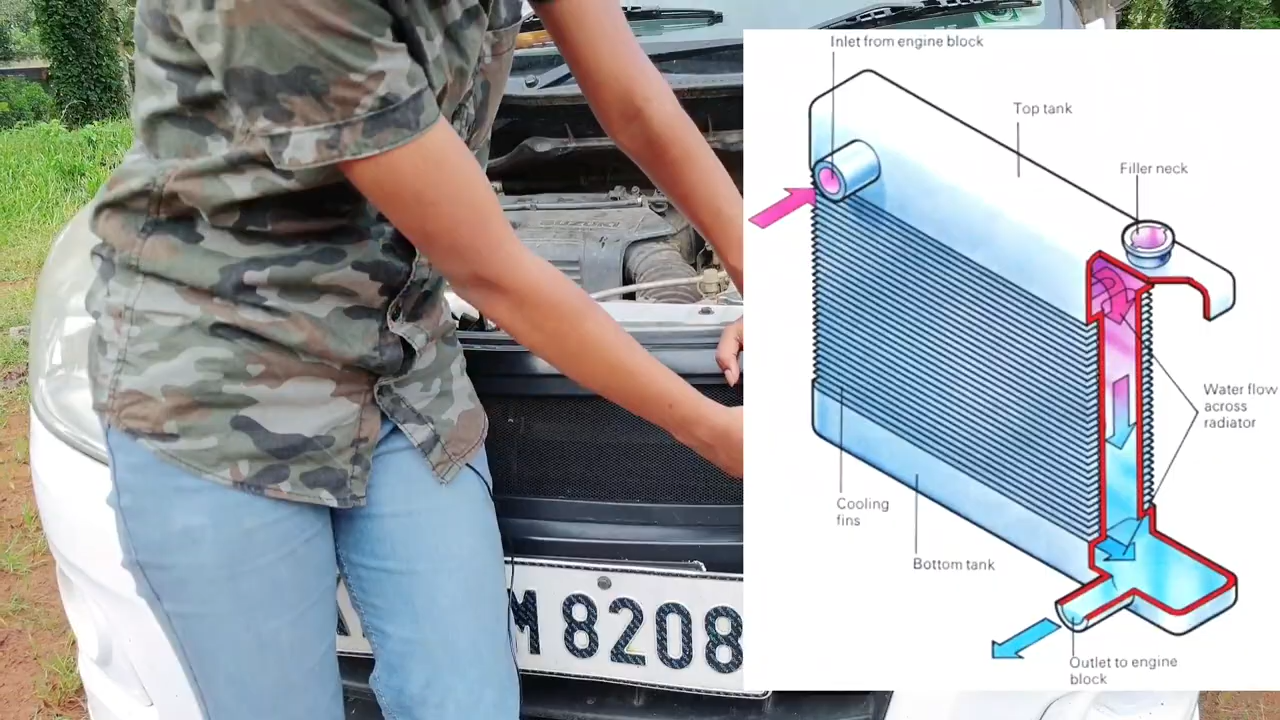 Inlet from engine block
Top tank
Filler neck
SUZUKI
Water flow
across
radiator
Cooling
fins
Bottom tank
M 8208
Outlet to engine
block